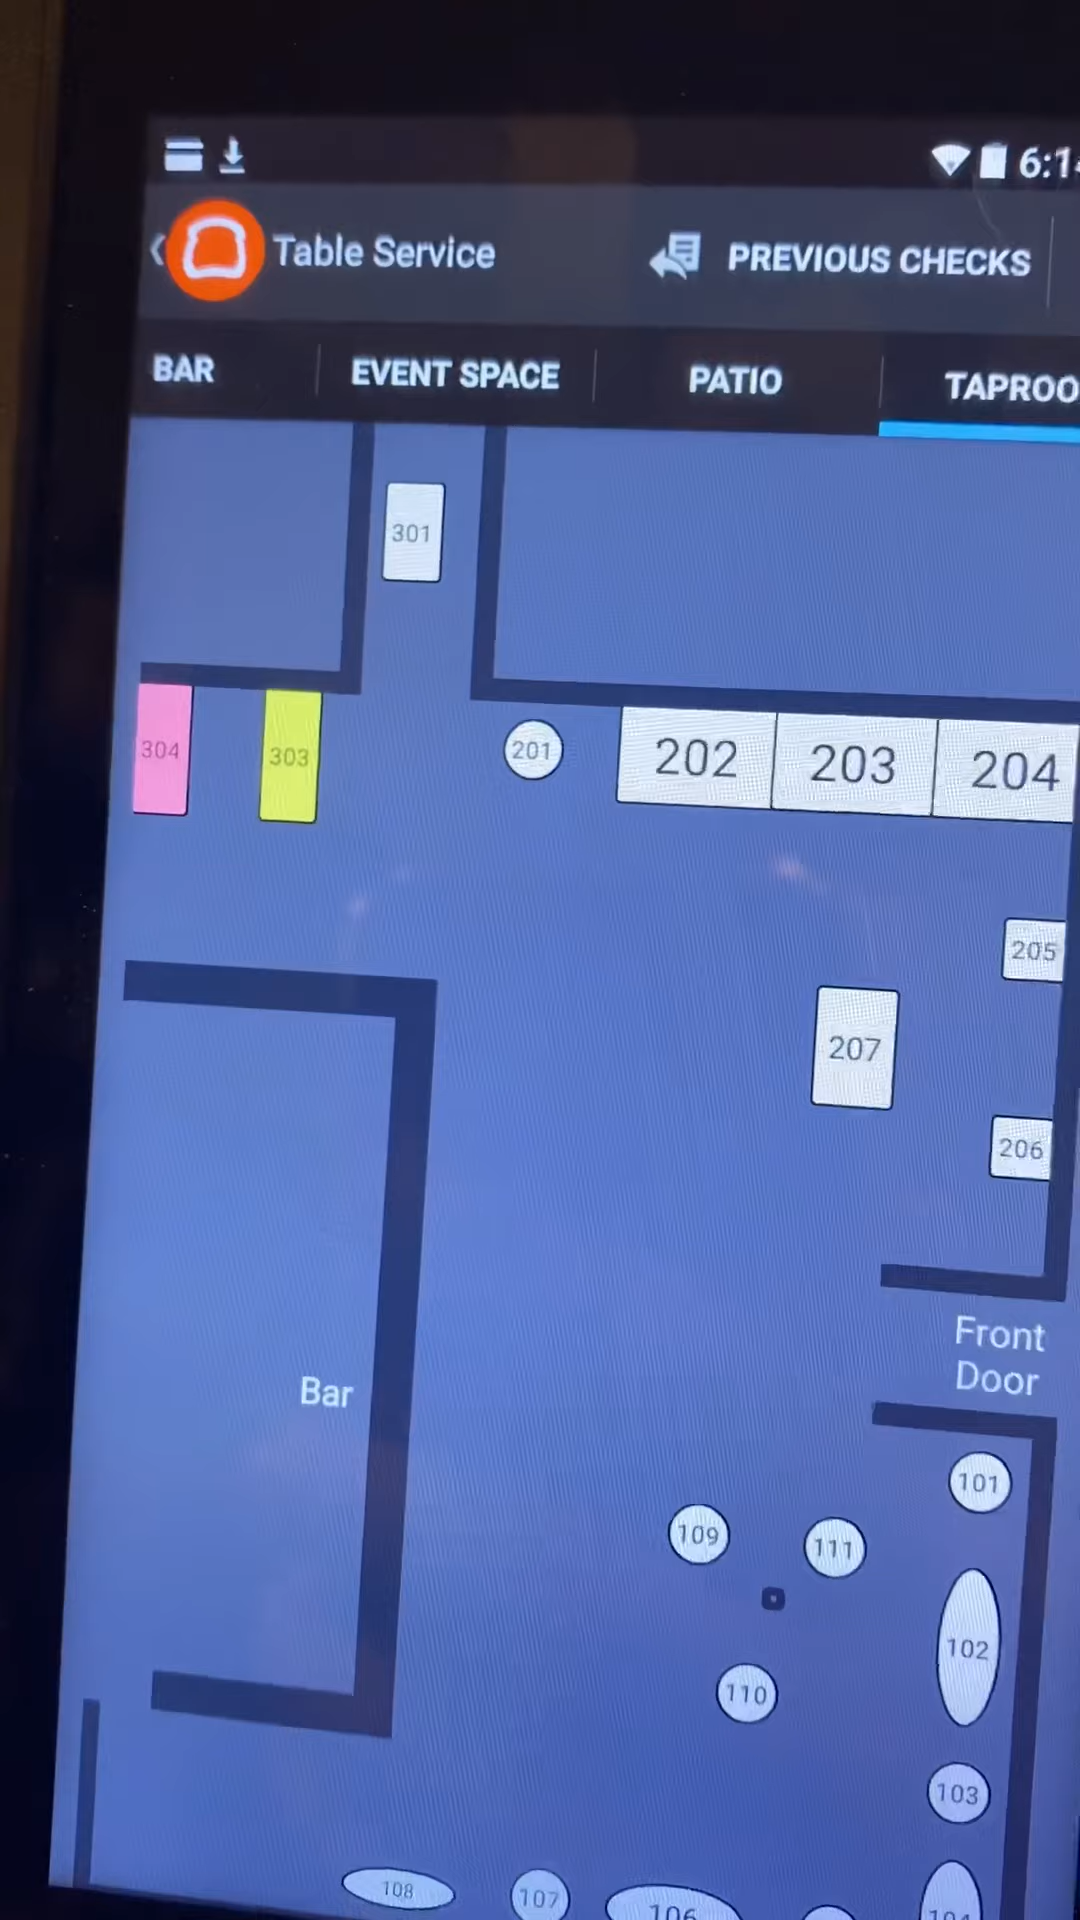 6:1
Table Service
PREVIOUS CHECKS
BAR
EVENT SPACE
PATIO
TAPROO
301
304
303
201
202
203
204
205
207
206
Front
Door
Bar
101
109
111
102
110
103
108
107
106